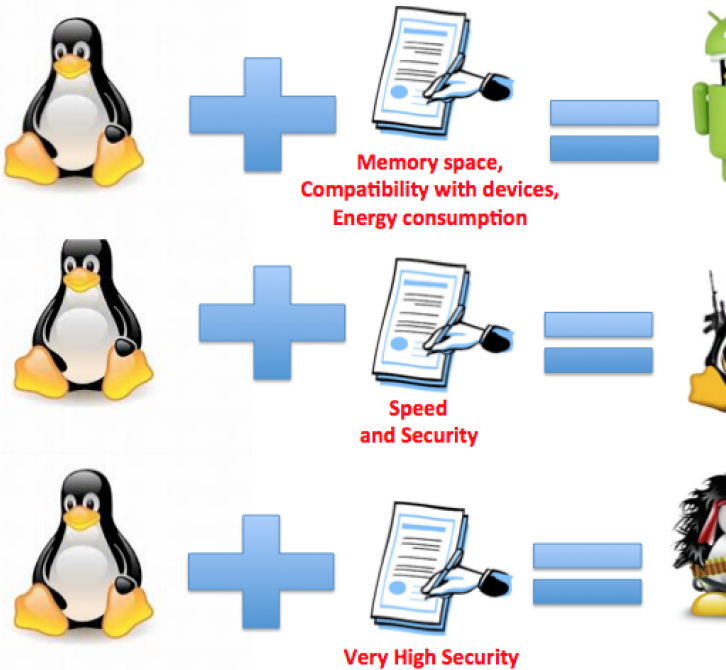 Memory space,
Compatibility with devices,
Energy consumption
Speed
and Security
Very High Security